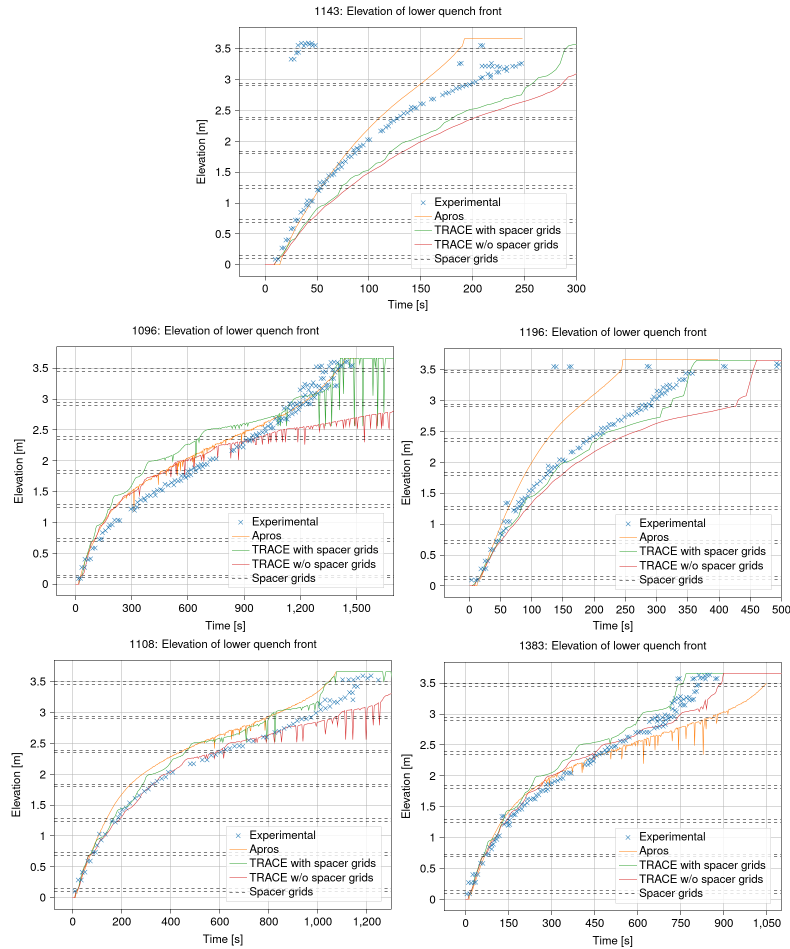 1143: Elevation of lower quench front
3.5
3
2.5
2
1.5
1
0.5
0
Elevation [m]
Experimental
Apros
TRACE with spacer grids
TRACE w/o spacer grids
Spacer grids
0 50 100 150 200 250 300
Time [s]
1096: Elevation of lower quench front
3.5
3
2.5
2
1.5
1
0.5
0
Elevation [m]
Experimental
Apros
TRACE with spacer grids
TRACE w/o spacer grids
Spacer grids
0 300 600 900 1,200 1,500
Time [s]
1196: Elevation of lower quench front
3.5
3
2.5
2
1.5
1
0.5
0
Elevation [m]
Experimental
Apros
TRACE with spacer grids
TRACE w/o spacer grids
Spacer grids
0 50 100 150 200 250 300 350 400 450 500
Time [s]
1108: Elevation of lower quench front
3.5
3
2.5
2
1.5
1
0.5
0
Elevation [m]
Experimental
Apros
TRACE with spacer grids
TRACE w/o spacer grids
Spacer grids
0 200 400 600 800 1,000 1,200
Time [s]
1383: Elevation of lower quench front
3.5
3
2.5
2
1.5
1
0.5
0
Elevation [m]
Experimental
Apros
TRACE with spacer grids
TRACE w/o spacer grids
Spacer grids
0 150 300 450 600 750 900 1,050
Time [s]